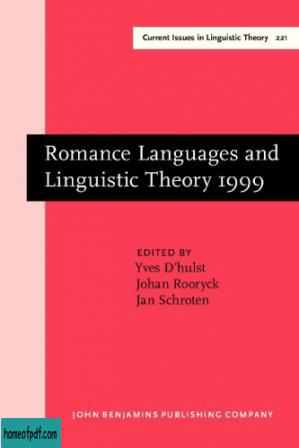 Current Issues in Linguistic Theory 221
Romance Languages and
Linguistic Theory 1999
EDITED BY
Yves D'hulst
Johan Rooryck
Jan Schroten
JOHN BENJAMINS PUBLISHING COMPANY
homeofpdf.com